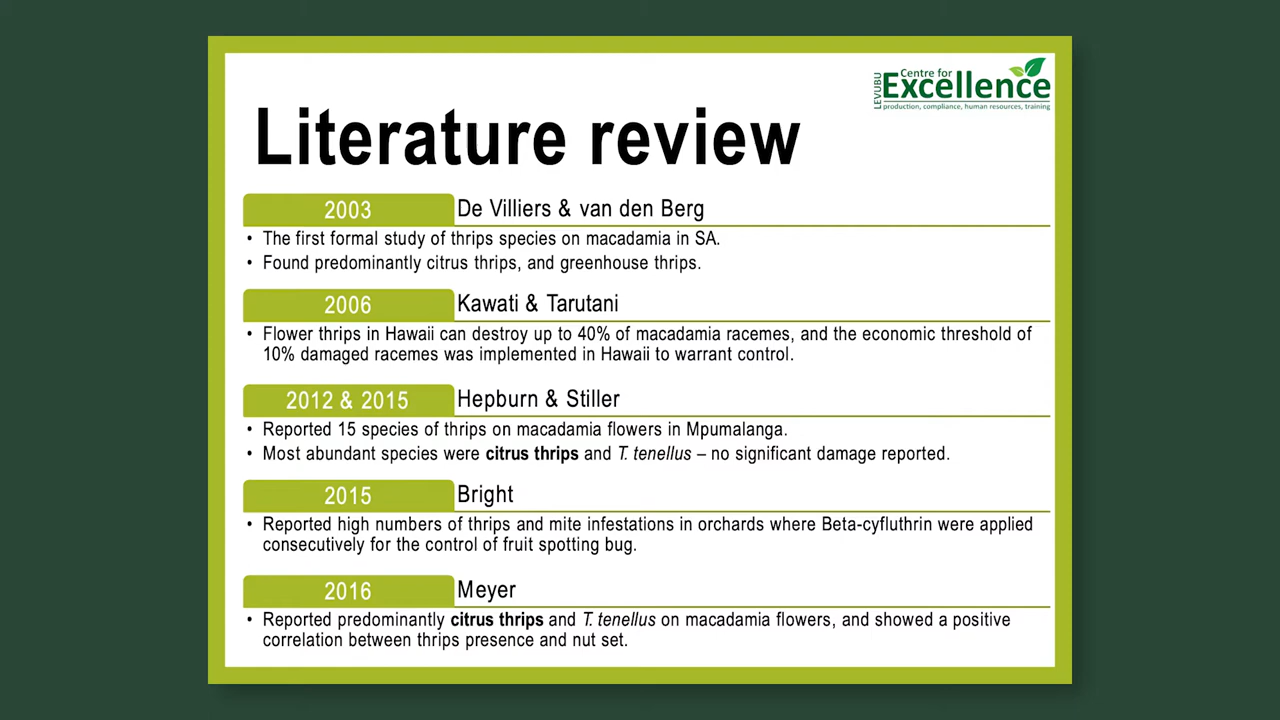 LEVUBU
Centre for
Excellence
production, compliance, human resources, training
Literature review
2003 De Villiers & van den Berg
• The first formal study of thrips species on macadamia in SA.
• Found predominantly citrus thrips, and greenhouse thrips.
2006 Kawati & Tarutani
• Flower thrips in Hawaii can destroy up to 40% of macadamia racemes, and the economic threshold of
10% damaged racemes was implemented in Hawaii to warrant control.
2012 & 2015 Hepburn & Stiller
• Reported 15 species of thrips on macadamia flowers in Mpumalanga.
• Most abundant species were citrus thrips and T. tenellus – no significant damage reported.
2015 Bright
• Reported high numbers of thrips and mite infestations in orchards where Beta-cyfluthrin were applied
consecutively for the control of fruit spotting bug.
2016 Meyer
• Reported predominantly citrus thrips and T. tenellus on macadamia flowers, and showed a positive
correlation between thrips presence and nut set.